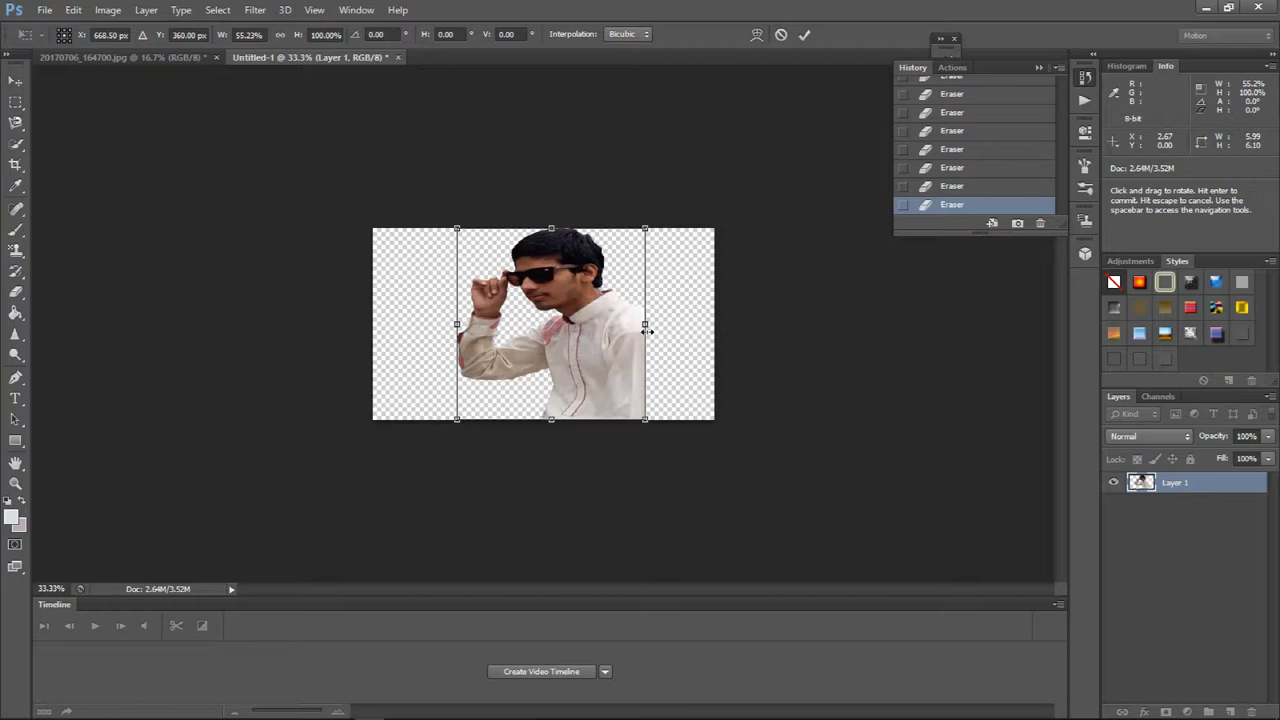 Ps File Edit Image Layer Type Select Filter 3D View Window Help
X: 668.50 px Y: 360.00 px W: 55.23% H: 100.00% 0.00 H: 0.00 V: 0.00 Interpolation: Bicubic Motion
20170706_164700.jpg @ 16.7% (RGB/8) * × Untitled-1 @ 33.3% (Layer 1, RGB/8) * ×
History Actions
Eraser
Eraser
Eraser
Eraser
Eraser
Eraser
Eraser
Eraser
Histogram Info
R :
G :
B :
8-bit
W : 55.2%
H : 100.0%
A : 0.0°
H : 0.0°
V : 0.0°
X : 2.67
Y : 0.00
W : 5.99
H : 6.10
Doc: 2.64M/3.52M
Click and drag to rotate. Hit enter to
commit. Hit escape to cancel. Use the
spacebar to access the navigation tools.
Adjustments Styles
Layers Channels
Kind
Normal Opacity: 100%
Lock: Fill: 100%
Layer 1
33.33% Doc: 2.64M/3.52M
Timeline
Create Video Timeline